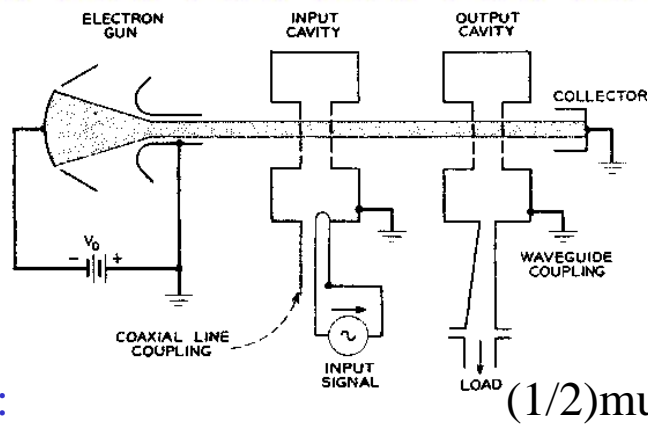 ELECTRON
GUN
INPUT
CAVITY
OUTPUT
CAVITY
COLLECTOR
V0
- +
WAVEGUIDE
COUPLING
COAXIAL LINE
COUPLING
INPUT
SIGNAL
LOAD
: (1/2)mu